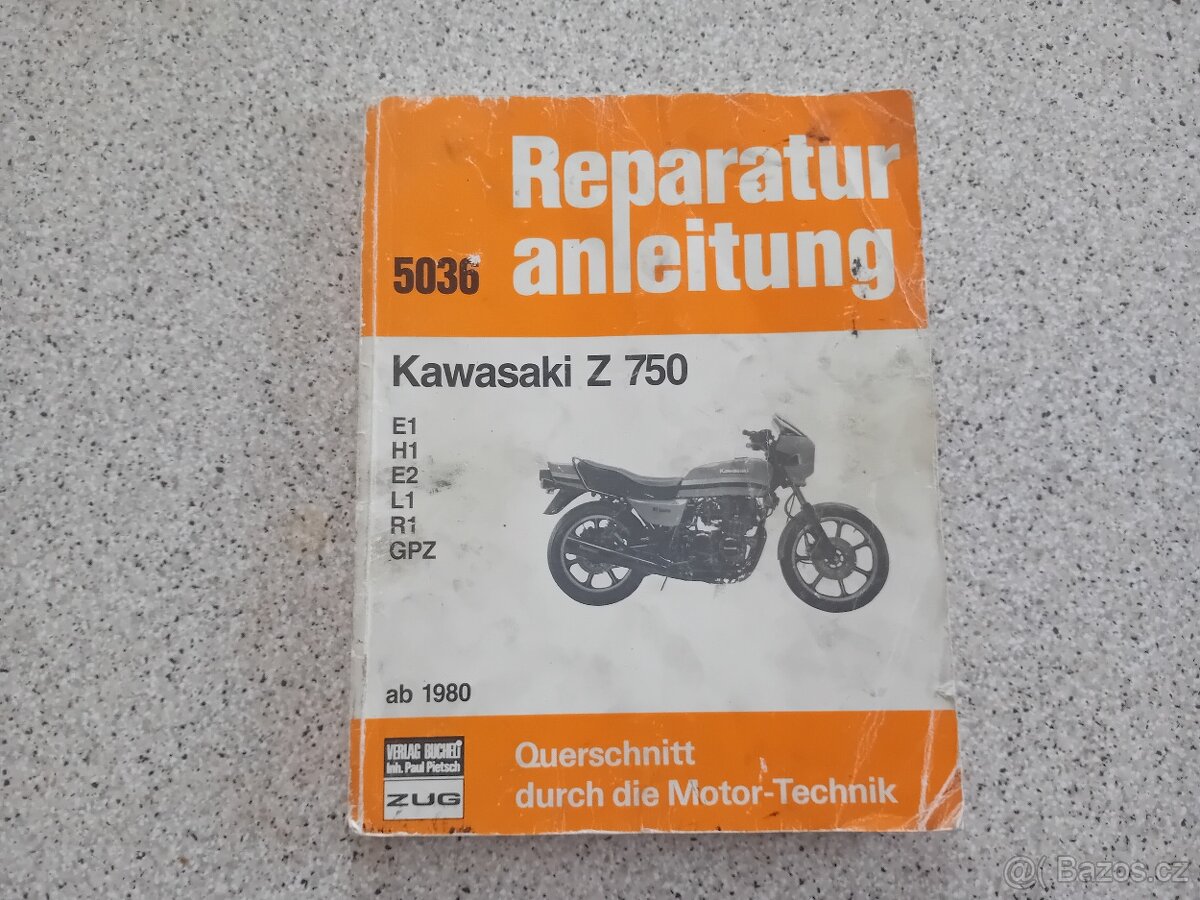 Reparatur
anleitung
5036
Kawasaki Z 750
E1
H1
E2
L1
R1
GPZ
Kawasaki
ab 1980
VERLAG BUCHELI
Inh. Paul Pietsch
ZUG
Querschnitt
durch die Motor-Technik
@( Bazos.cz